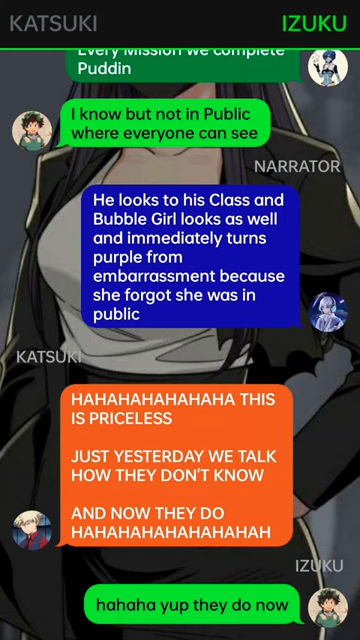 KATSUKI
IZUKU
Every Mission we complete
Puddin
I know but not in Public
where everyone can see
NARRATOR
He looks to his Class and
Bubble Girl looks as well
and immediately turns
purple from
embarrassment because
she forgot she was in
public
KATSUKI
HAHAHAHAHAHAHA THIS
IS PRICELESS
JUST YESTERDAY WE TALK
HOW THEY DON'T KNOW
AND NOW THEY DO
HAHAHAHAHAHAHAHAH
IZUKU
hahaha yup they do now